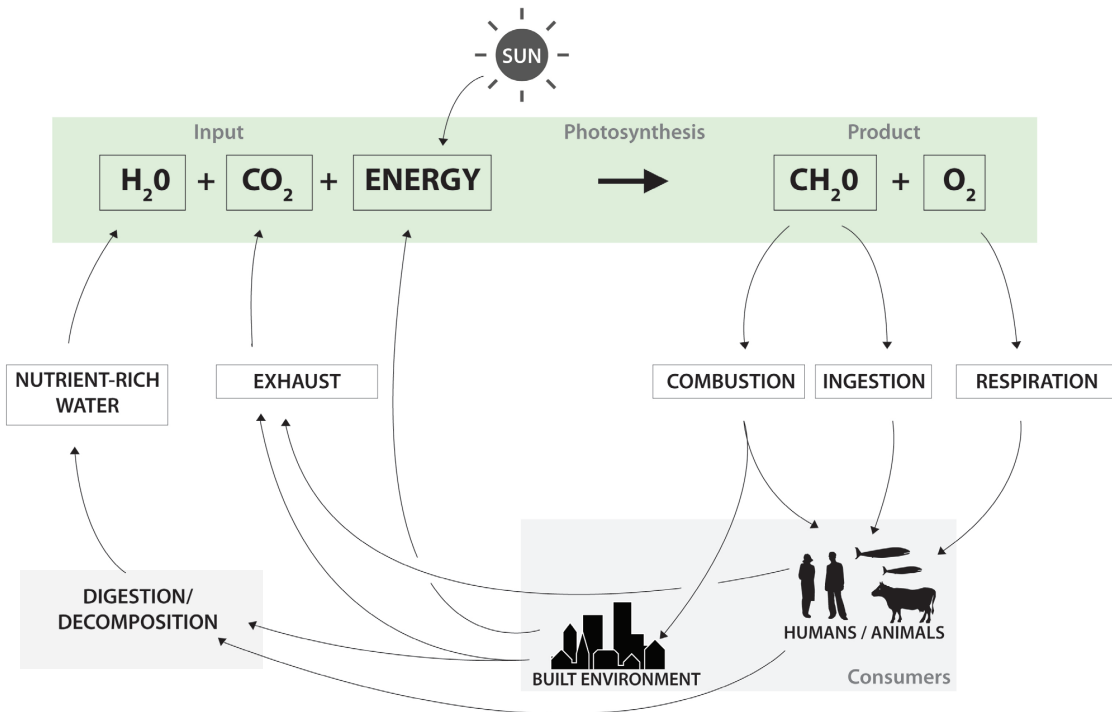 SUN
Input
Photosynthesis
Product
H₂0 + CO₂ + ENERGY
CH₂0 + O₂
NUTRIENT-RICH
WATER
EXHAUST
COMBUSTION
INGESTION
RESPIRATION
DIGESTION/
DECOMPOSITION
HUMANS / ANIMALS
BUILT ENVIRONMENT
Consumers